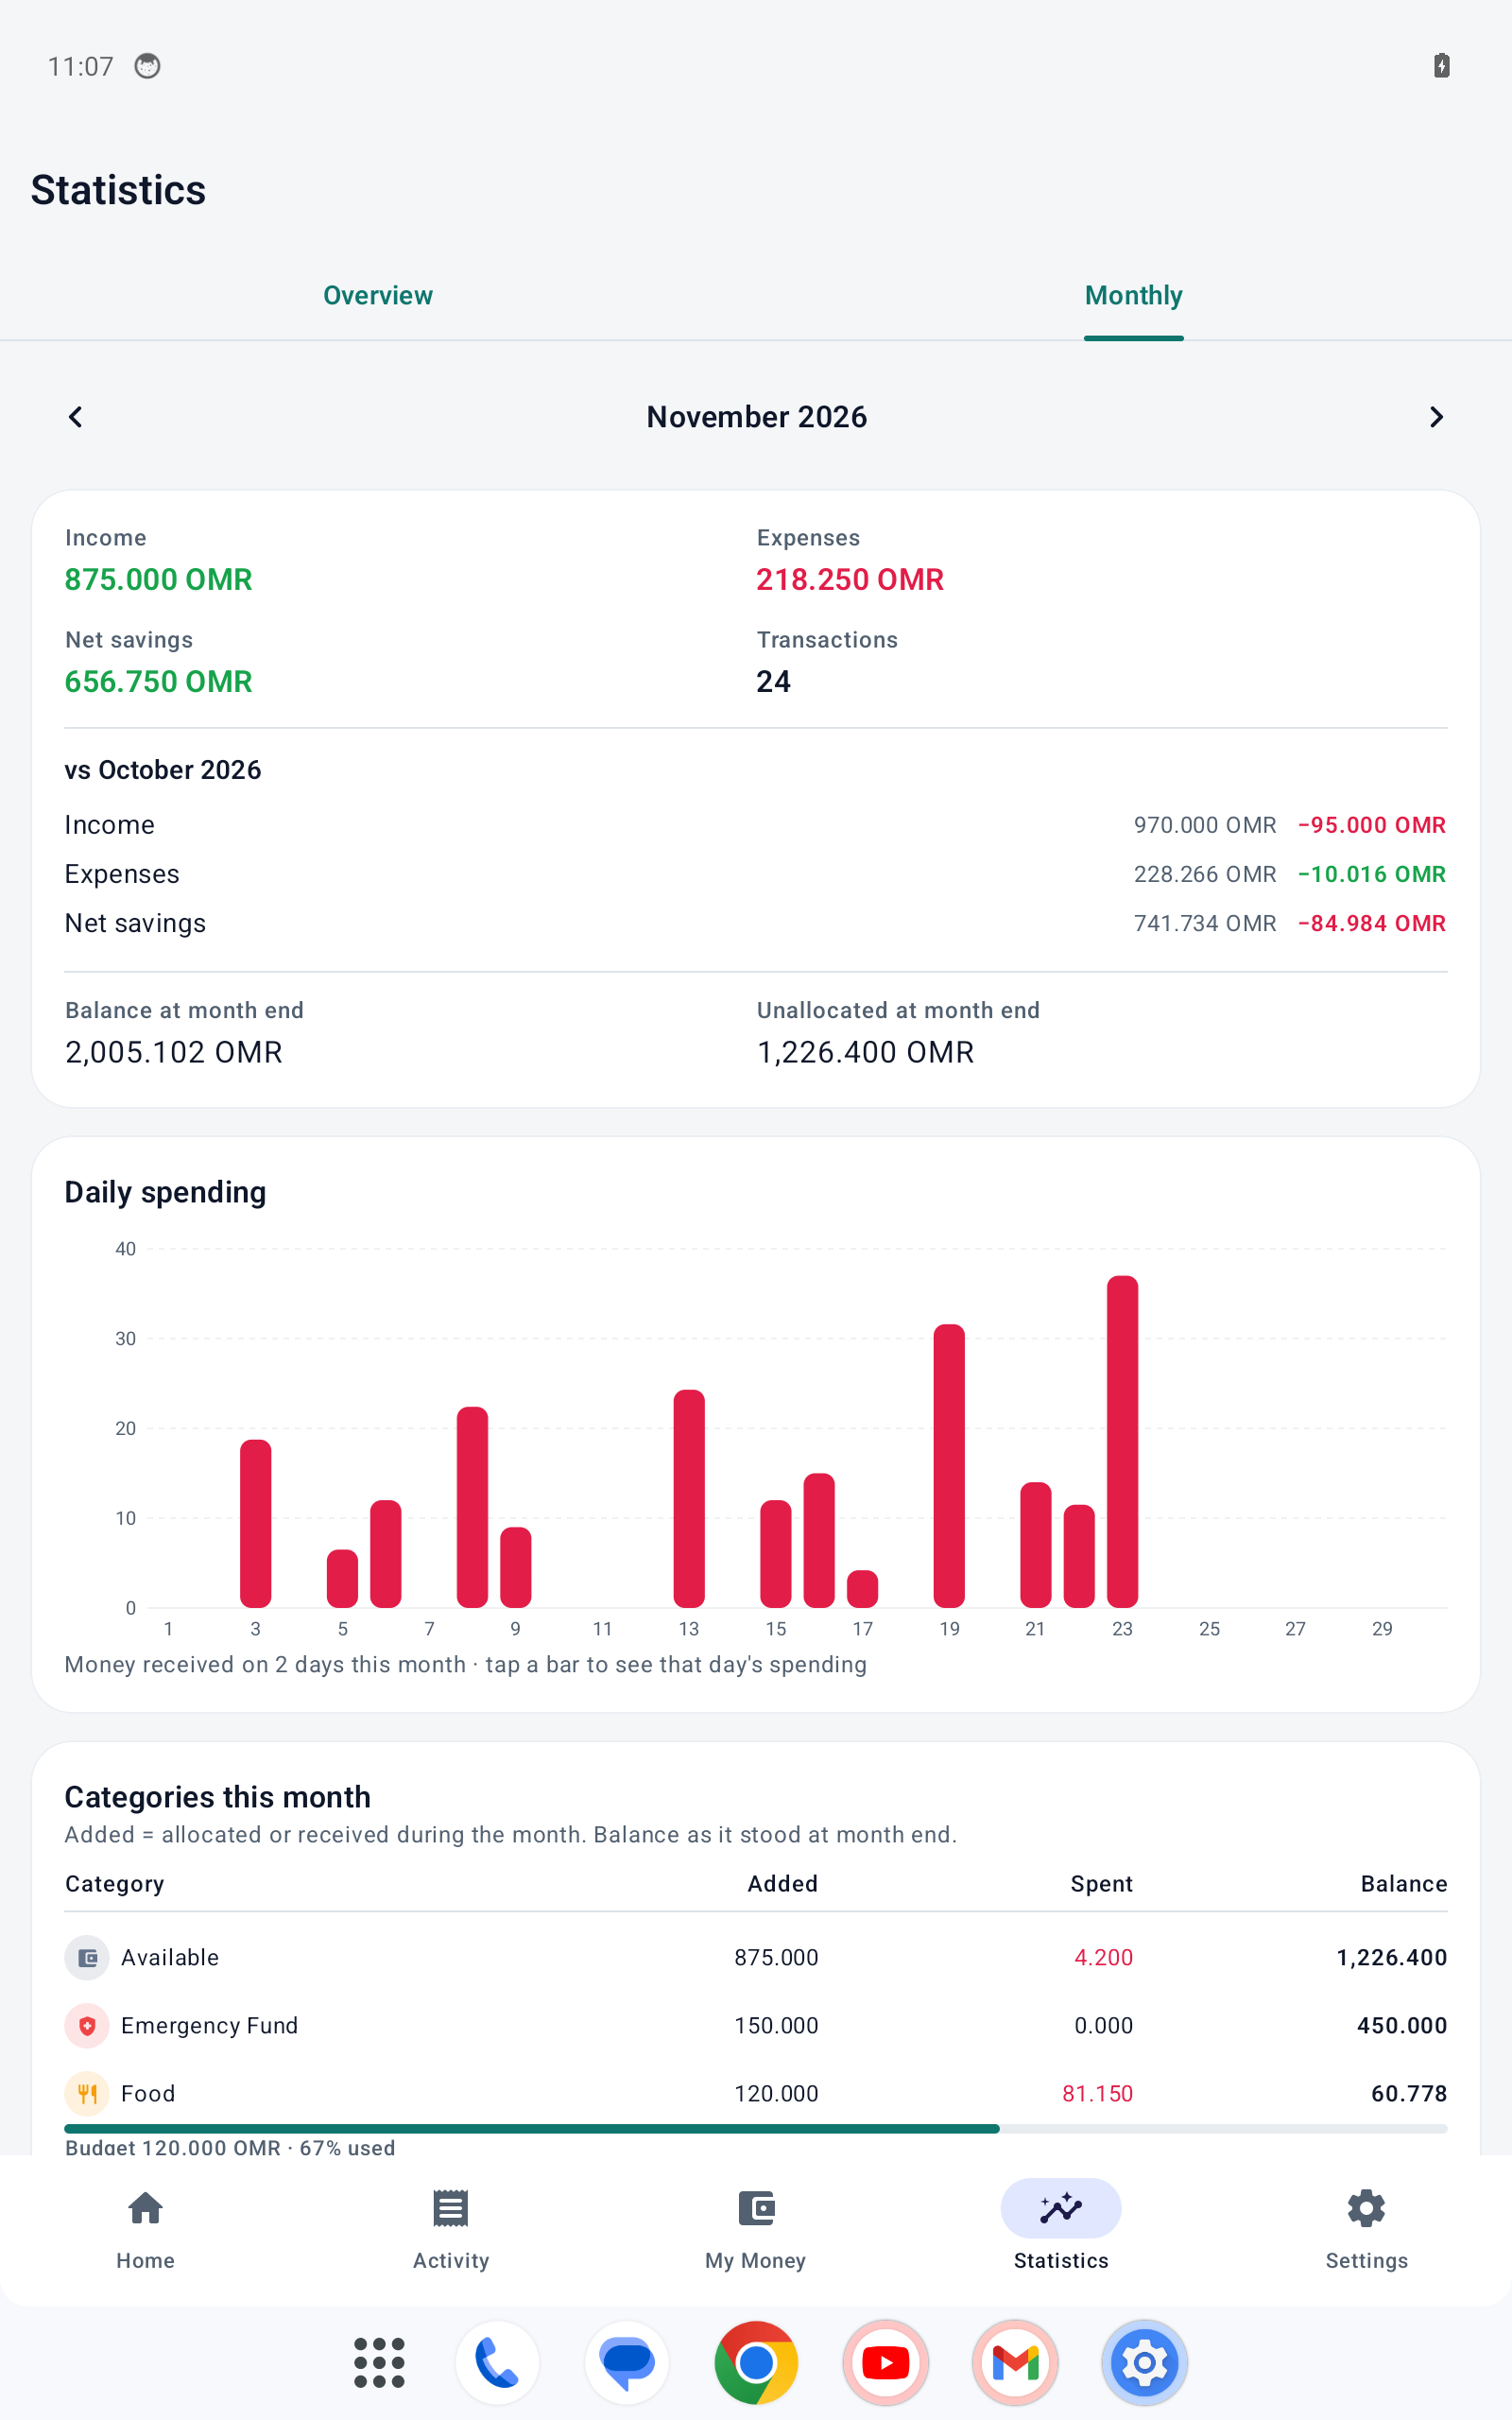 11:07
Statistics
Overview Monthly
November 2026
Income Expenses
875.000 OMR 218.250 OMR
Net savings Transactions
656.750 OMR 24
vs October 2026
Income 970.000 OMR −95.000 OMR
Expenses 228.266 OMR −10.016 OMR
Net savings 741.734 OMR −84.984 OMR
Balance at month end Unallocated at month end
2,005.102 OMR 1,226.400 OMR
Daily spending
40
30
20
10
0
1 3 5 7 9 11 13 15 17 19 21 23 25 27 29
Money received on 2 days this month · tap a bar to see that day's spending
Categories this month
Added = allocated or received during the month. Balance as it stood at month end.
Category Added Spent Balance
Available 875.000 4.200 1,226.400
Emergency Fund 150.000 0.000 450.000
Food 120.000 81.150 60.778
Budget 120.000 OMR · 67% used
Home Activity My Money Statistics Settings